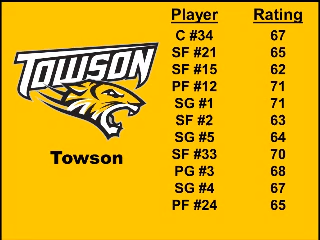 TOWSON
Towson
Player Rating
C #34 67
SF #21 65
SF #15 62
PF #12 71
SG #1 71
SF #2 63
SG #5 64
SF #33 70
PG #3 68
SG #4 67
PF #24 65